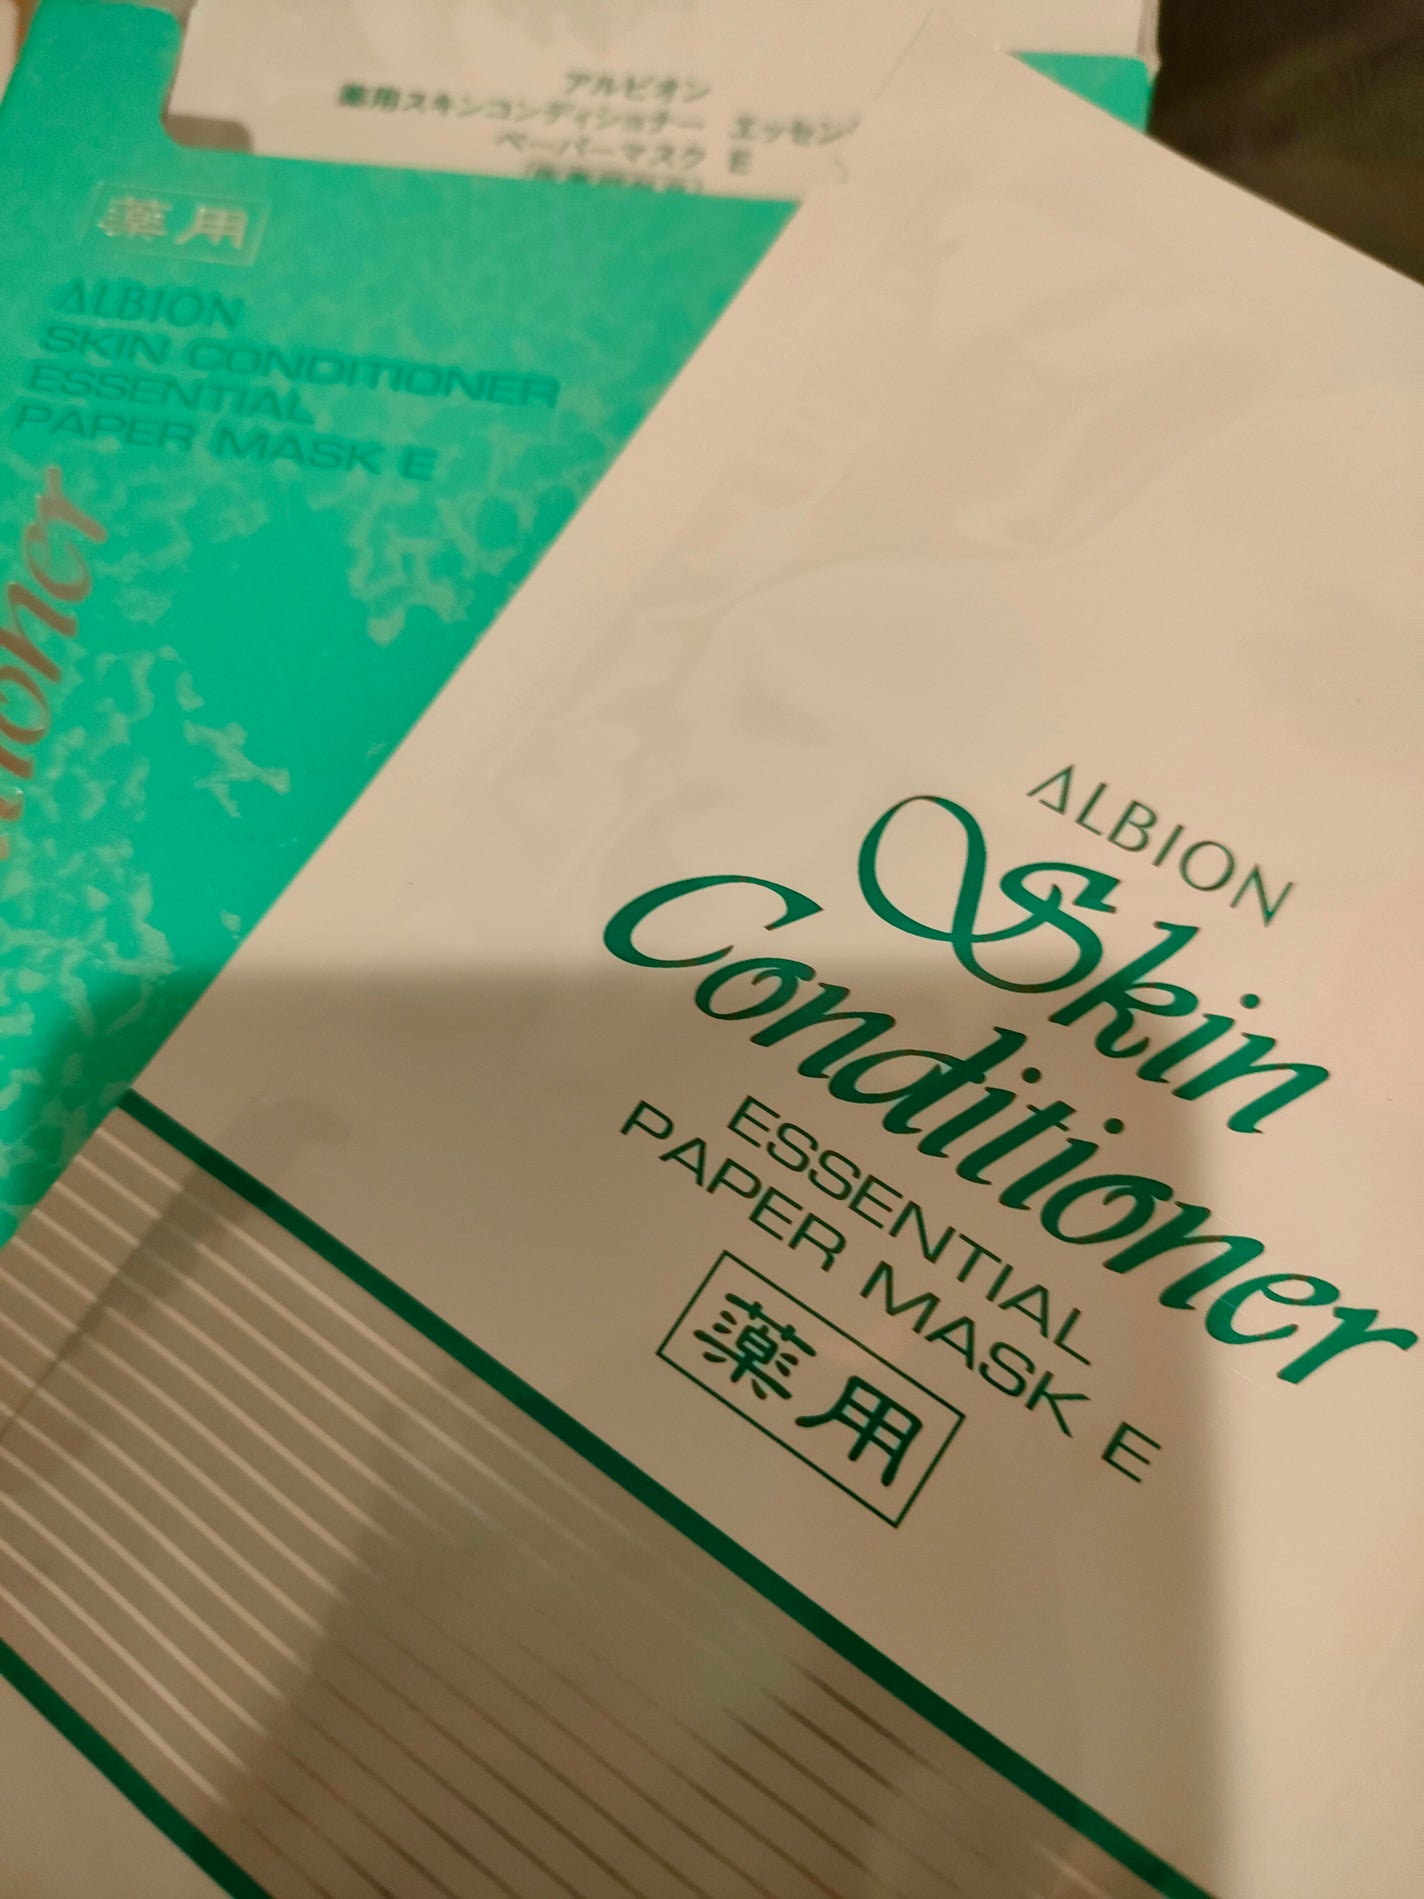 アルビオン
薬用スキンコンディショナー エッセン
ペーパーマスク E
薬用
ALBION
SKIN CONDITIONER
ESSENTIAL
PAPER MASK E
ALBION
Skin
Conditioner
ESSENTIAL
PAPER MASK E
薬用